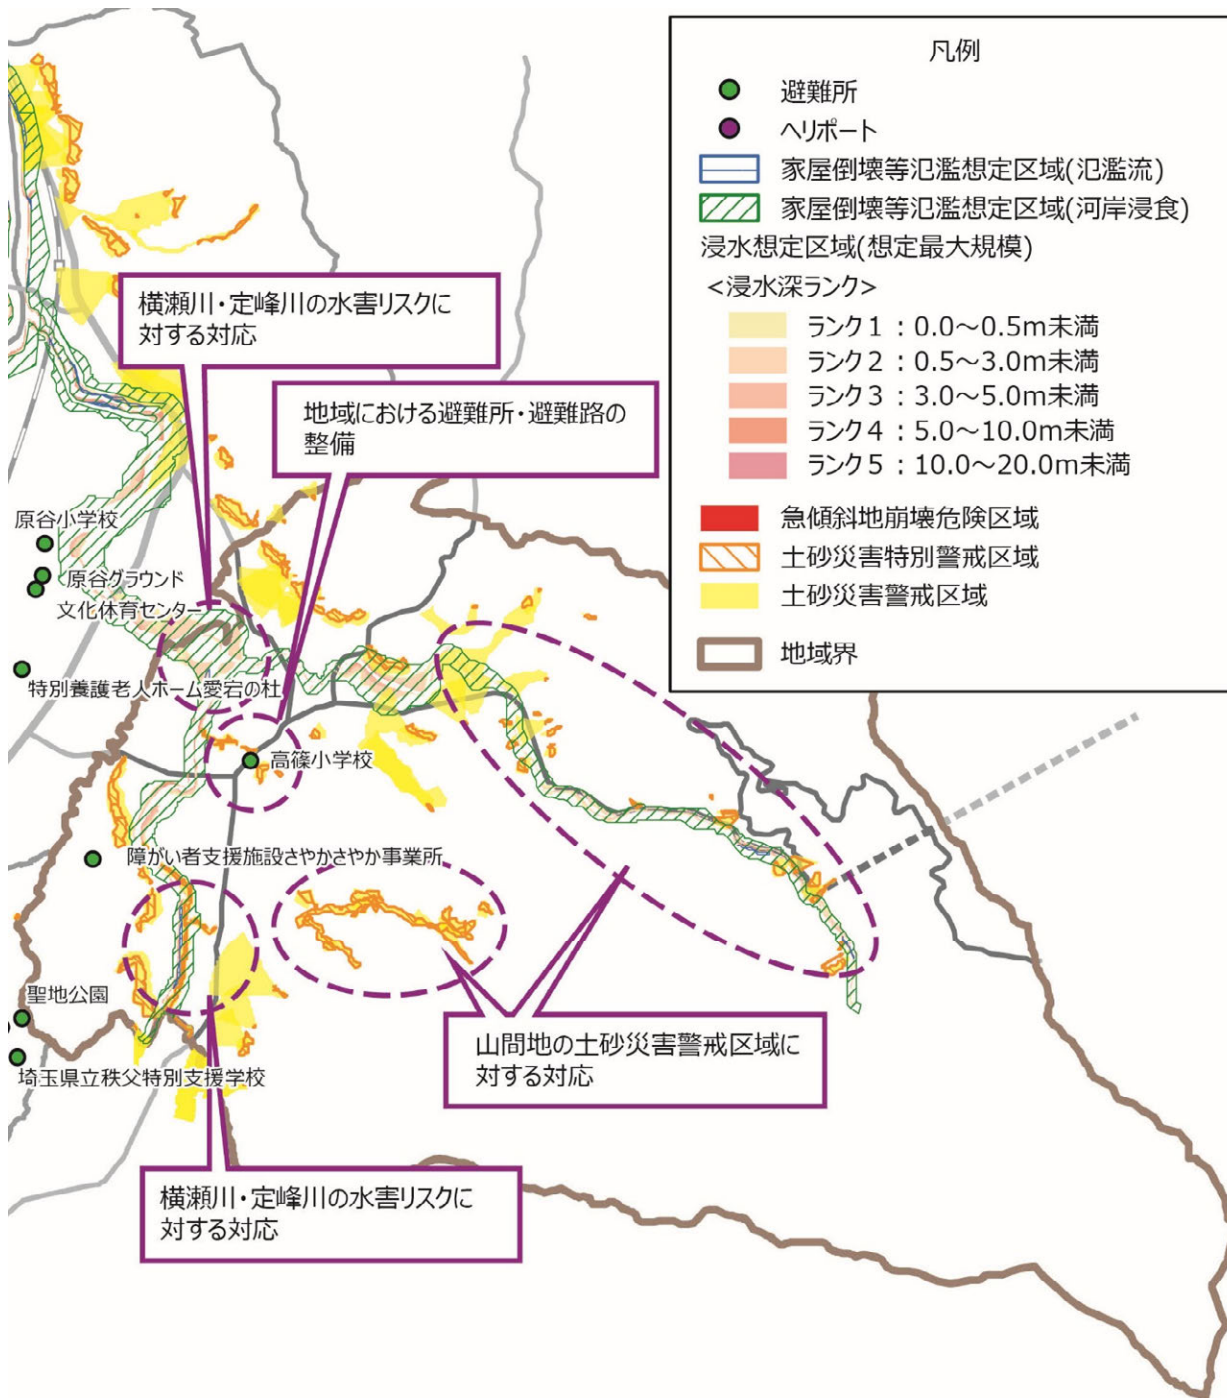 凡例
避難所
ヘリポート
家屋倒壊等氾濫想定区域(氾濫流)
家屋倒壊等氾濫想定区域(河岸浸食)
浸水想定区域(想定最大規模)
<浸水深ランク>
ランク1：0.0～0.5m未満
ランク2：0.5～3.0m未満
ランク3：3.0～5.0m未満
ランク4：5.0～10.0m未満
ランク5：10.0～20.0m未満
急傾斜地崩壊危険区域
土砂災害特別警戒区域
土砂災害警戒区域
地域界
横瀬川・定峰川の水害リスクに
対する対応
地域における避難所・避難路の
整備
原谷小学校
原谷グラウンド
文化体育センター
特別養護老人ホーム愛宕の杜
高篠小学校
障がい者支援施設さやかさやか事業所
聖地公園
埼玉県立秩父特別支援学校
山間地の土砂災害警戒区域に
対する対応
横瀬川・定峰川の水害リスクに
対する対応